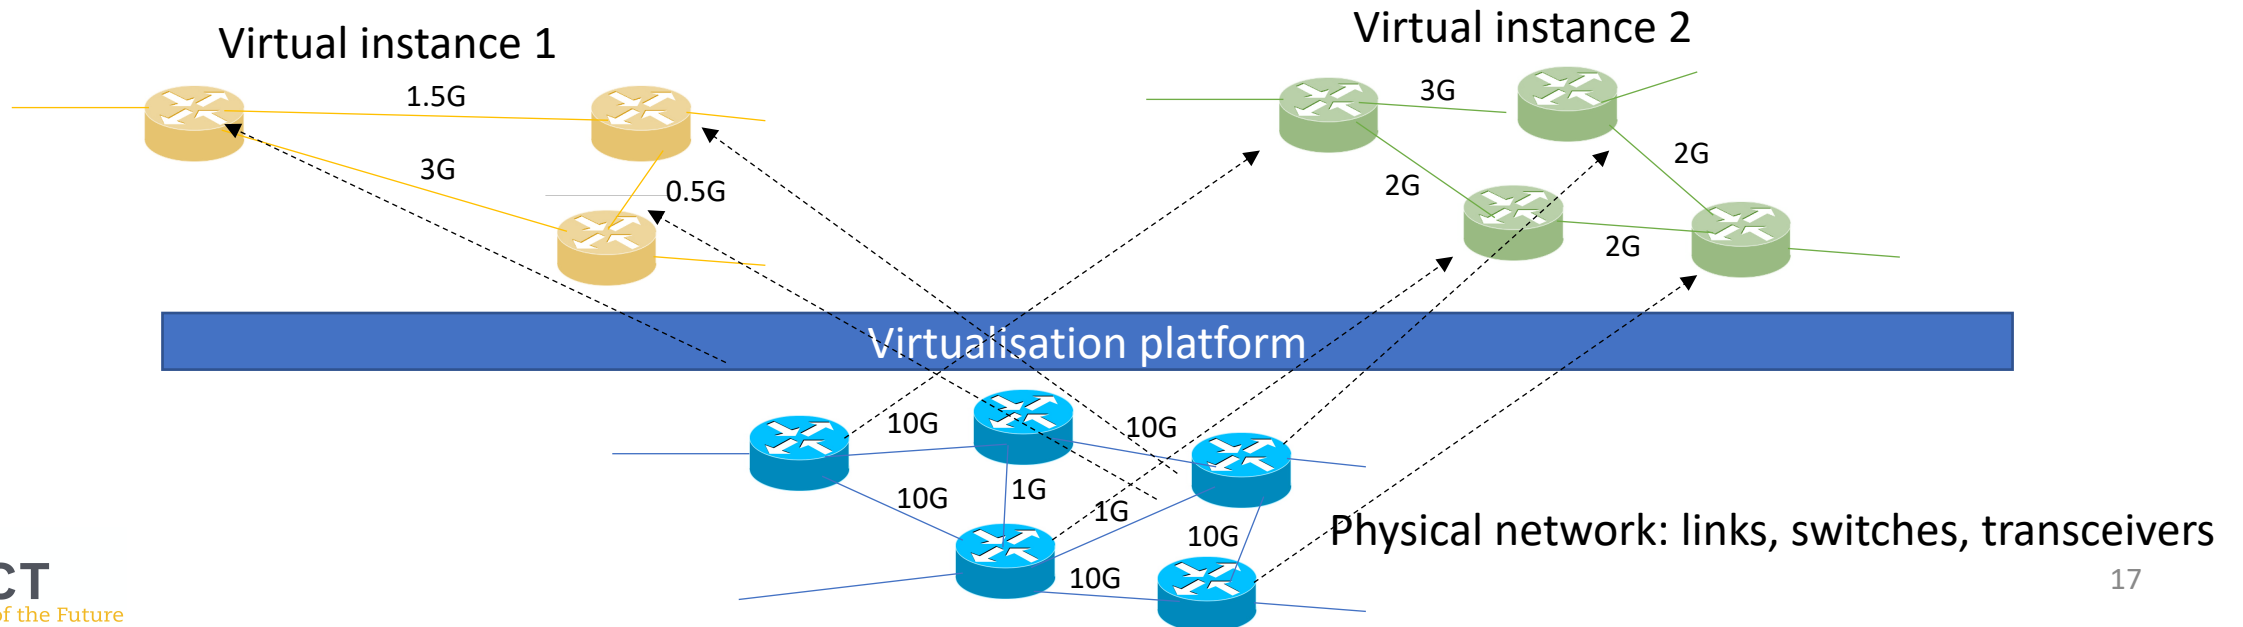 Virtual instance 1
Virtual instance 2
1.5G
3G
0.5G
3G
2G
2G
2G
Virtualisation platform
10G
10G
10G
1G
1G
10G
10G
Physical network: links, switches, transceivers
17
CT
of the Future